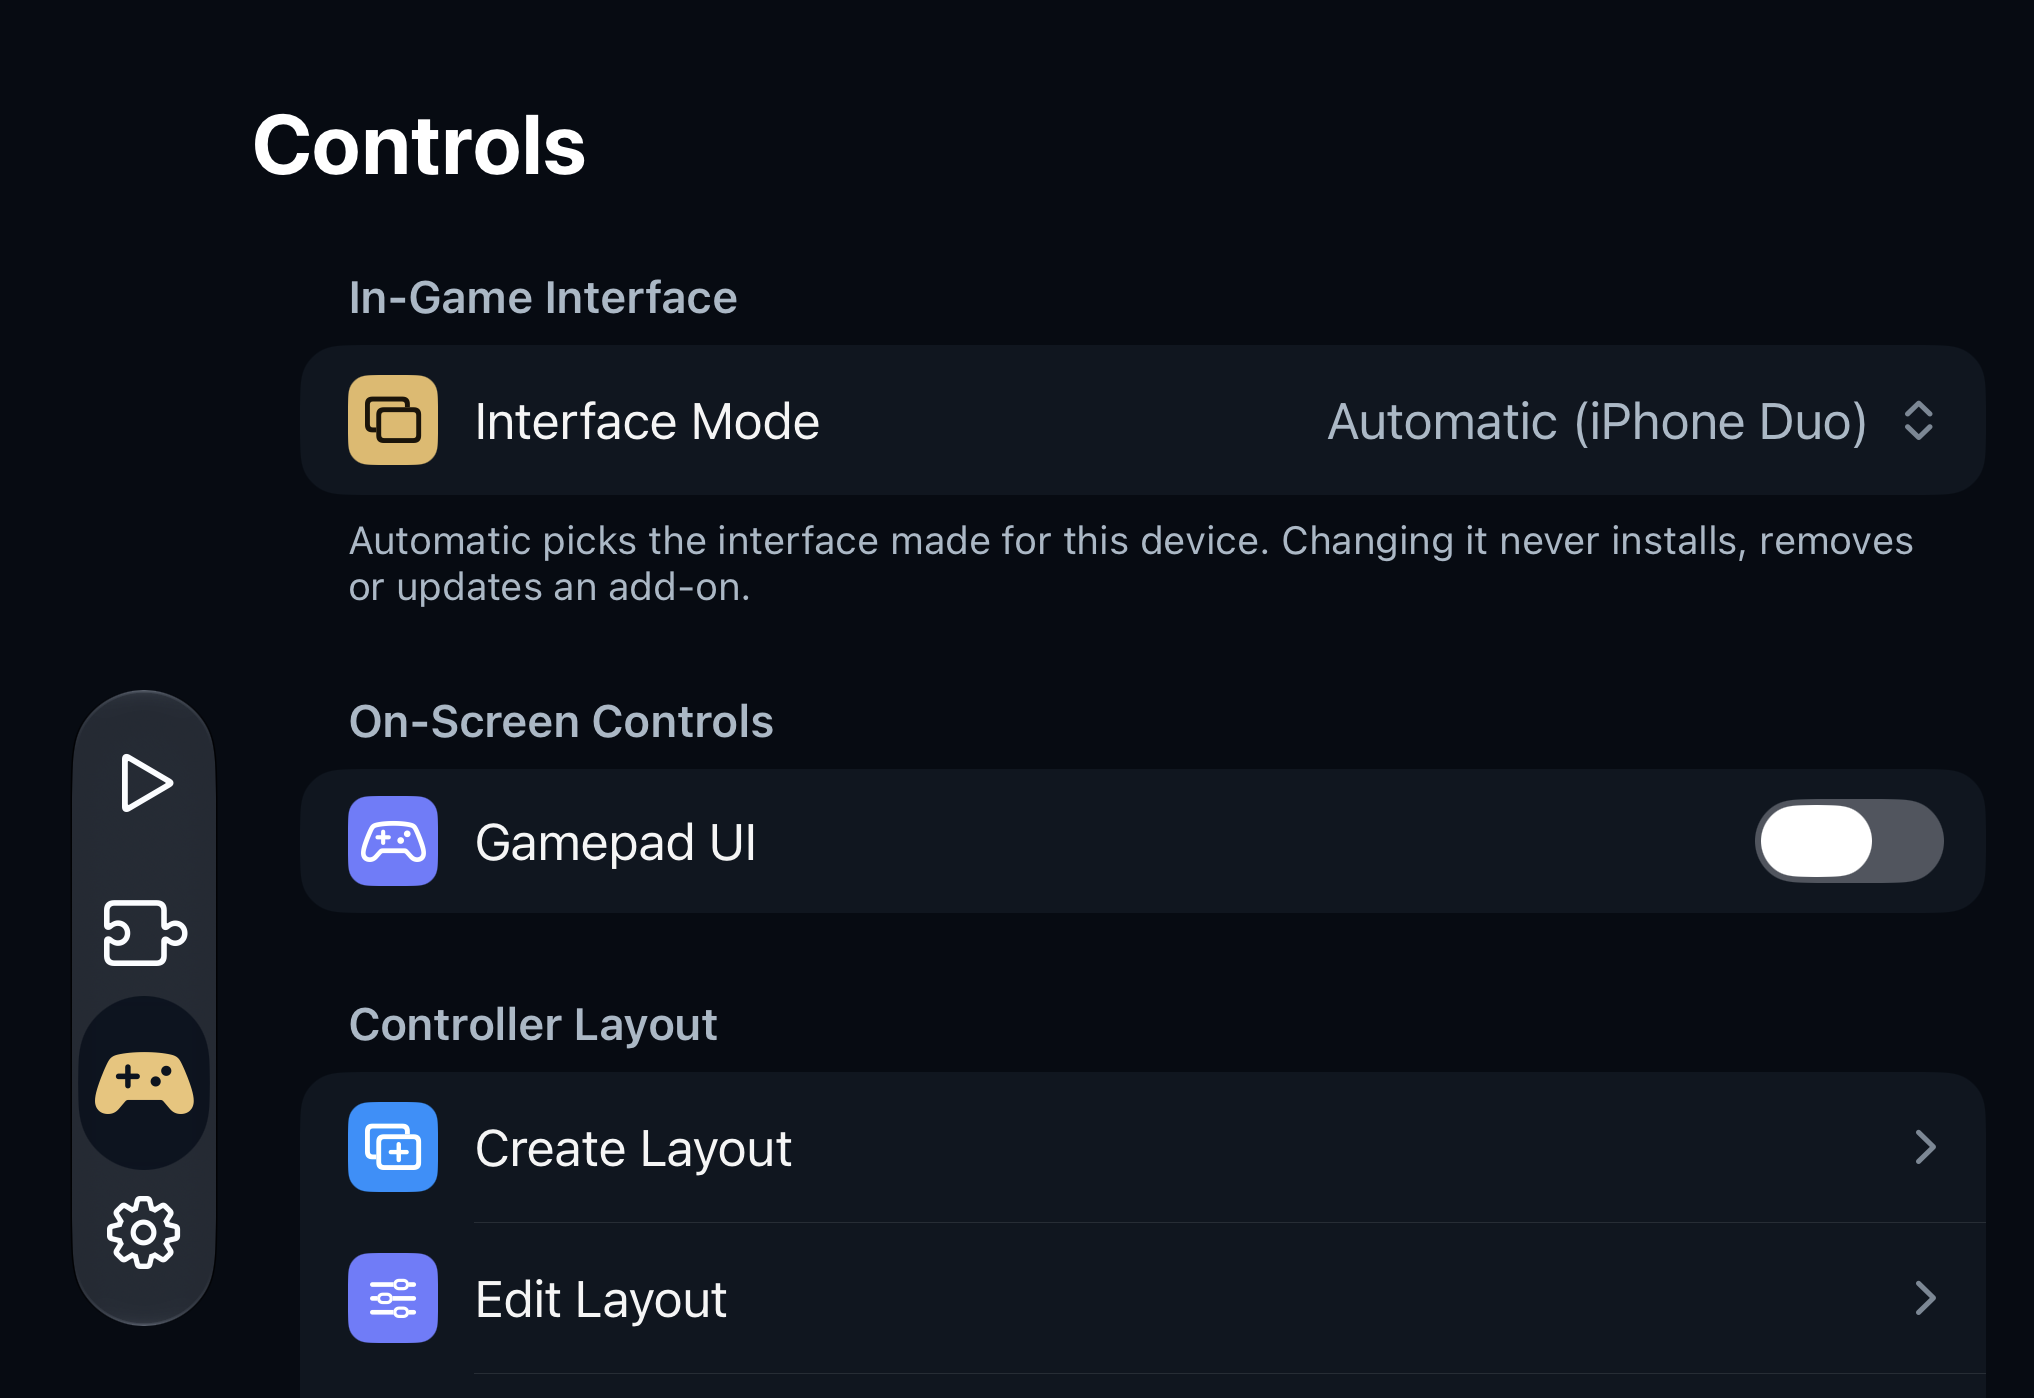 Controls
In-Game Interface
Interface Mode
Automatic (iPhone Duo)
Automatic picks the interface made for this device. Changing it never installs, removes
or updates an add-on.
On-Screen Controls
Gamepad UI
Controller Layout
Create Layout
Edit Layout